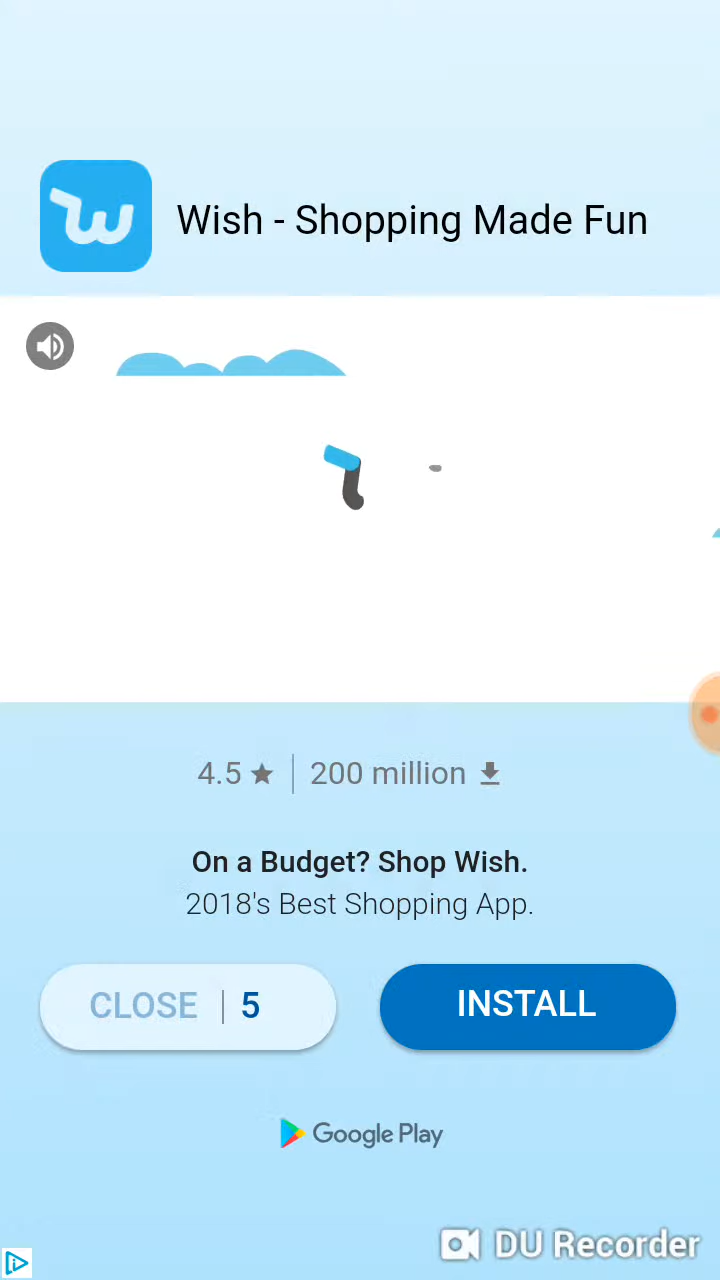 Wish - Shopping Made Fun
4.5 | 200 million
On a Budget? Shop Wish.
2018's Best Shopping App.
CLOSE | 5
INSTALL
Google Play
DU Recorder